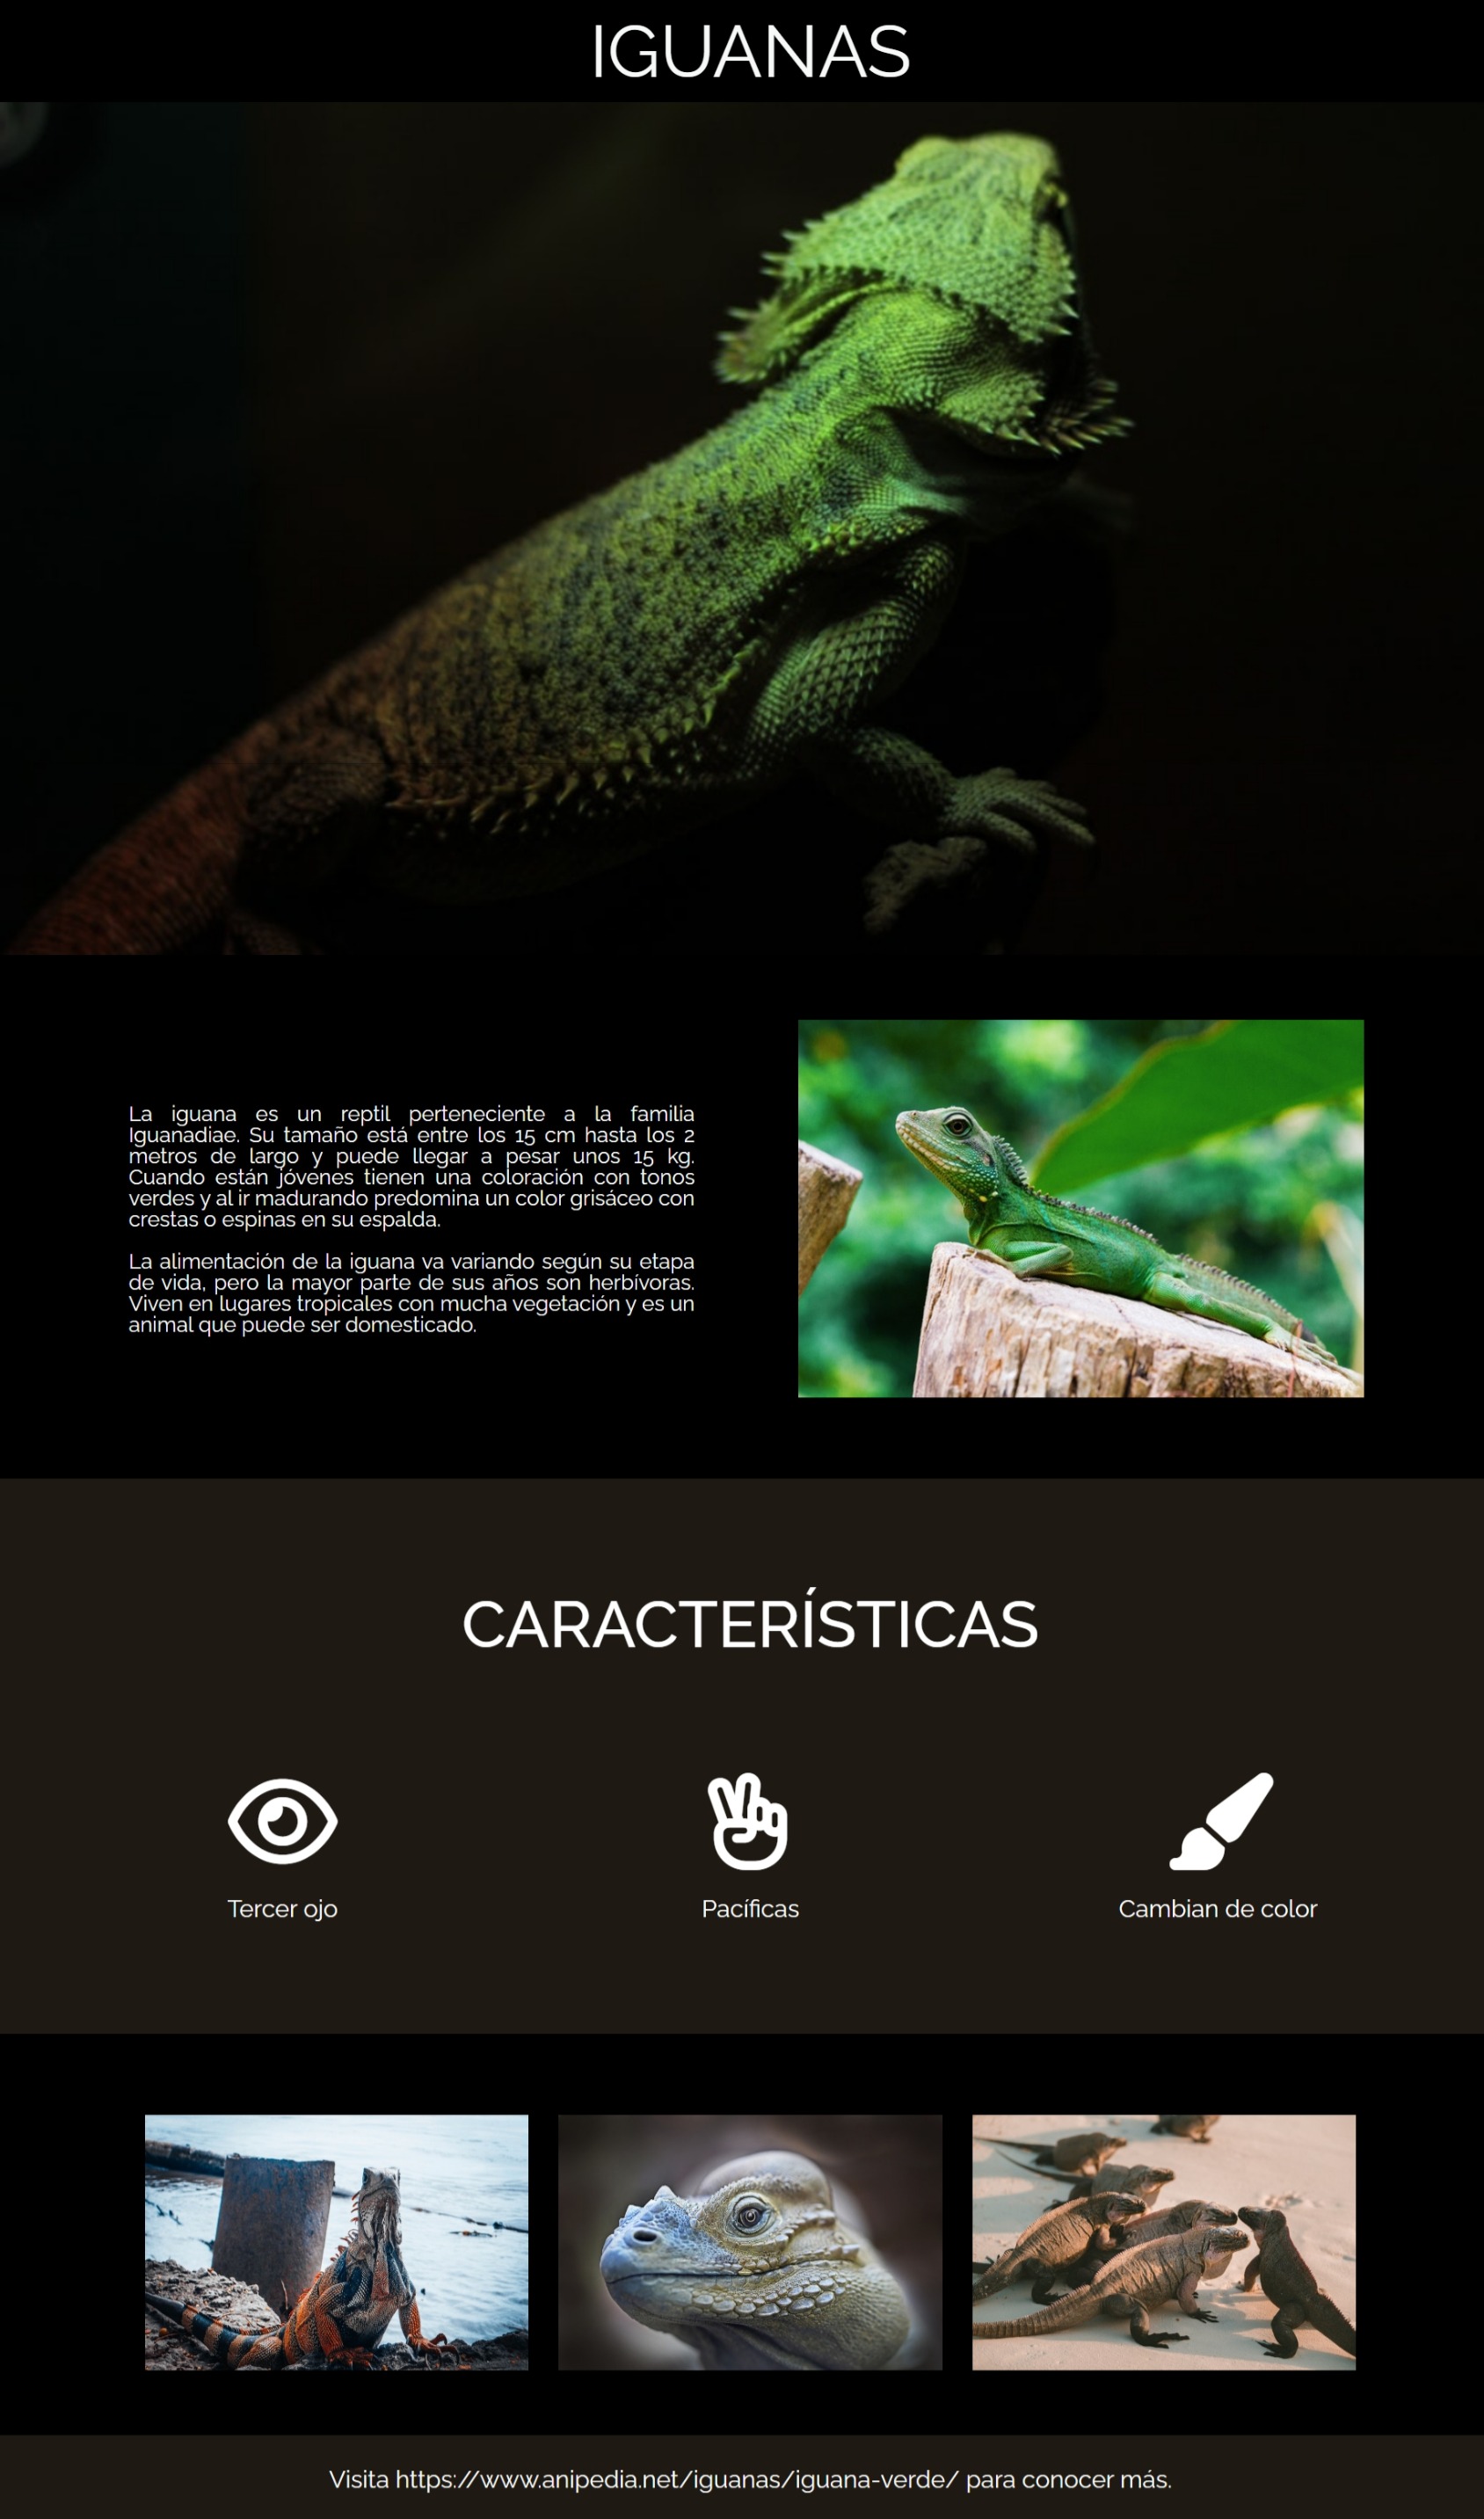 IGUANAS
La iguana es un reptil perteneciente a la familia
Iguanadiae. Su tamaño está entre los 15 cm hasta los 2
metros de largo y puede llegar a pesar unos 15 kg.
Cuando están jóvenes tienen una coloración con tonos
verdes y al ir madurando predomina un color grisáceo con
crestas o espinas en su espalda.
La alimentación de la iguana va variando según su etapa
de vida, pero la mayor parte de sus años son herbívoras.
Viven en lugares tropicales con mucha vegetación y es un
animal que puede ser domesticado.
CARACTERÍSTICAS
Tercer ojo
Pacíficas
Cambian de color
Visita https://www.anipedia.net/iguanas/iguana-verde/ para conocer más.